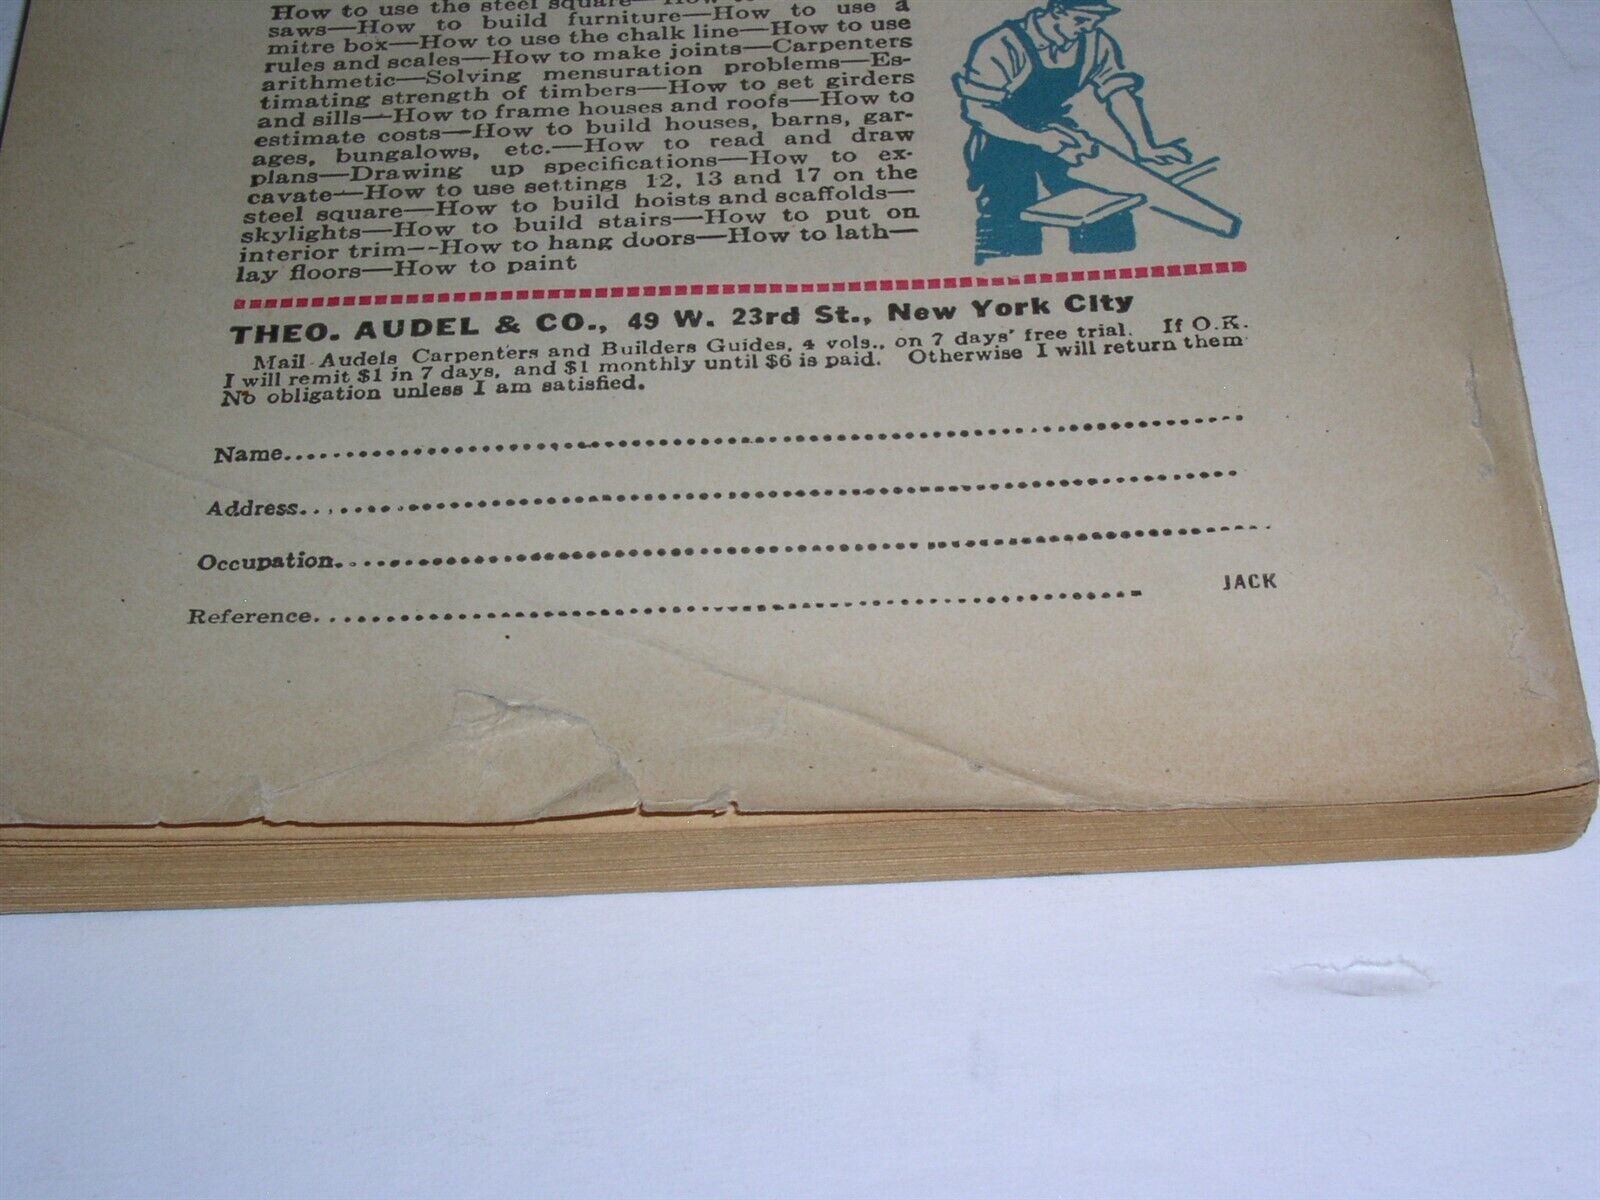 How to use the steel square—How to
saws—How to build furniture—How to use a
mitre box—How to use the chalk line—How to use
rules and scales—How to make joints—Carpenters
arithmetic—Solving mensuration problems—Es-
timating strength of timbers—How to set girders
and sills—How to frame houses and roofs—How to
estimate costs—How to build houses, barns, gar-
ages, bungalows, etc.—How to read and draw
plans—Drawing up specifications—How to ex-
cavate—How to use settings 12, 13 and 17 on the
steel square—How to build hoists and scaffolds—
skylights—How to build stairs—How to put on
interior trim—How to hang doors—How to lath—
lay floors—How to paint
THEO. AUDEL & CO., 49 W. 23rd St., New York City
Mail Audels Carpenters and Builders Guides, 4 vols., on 7 days' free trial. If O.K.
I will remit $1 in 7 days, and $1 monthly until $6 is paid. Otherwise I will return them
No obligation unless I am satisfied.
Name
Address
Occupation
Reference
JACK